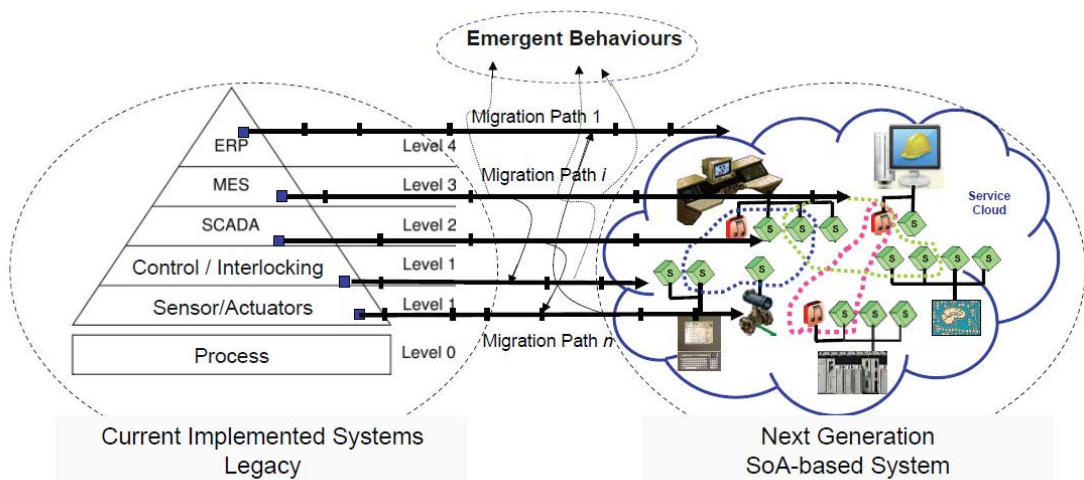 Emergent Behaviours
Migration Path 1
ERP
Level 4
MES
Level 3
Migration Path i
SCADA
Level 2
Control / Interlocking
Level 1
Sensor/Actuators
Level 1
Migration Path n
Process
Level 0
Service
Cloud
S
S
S
S
S
S
S
S
S
S
S
S
S
S
Current Implemented Systems
Legacy
Next Generation
SoA-based System